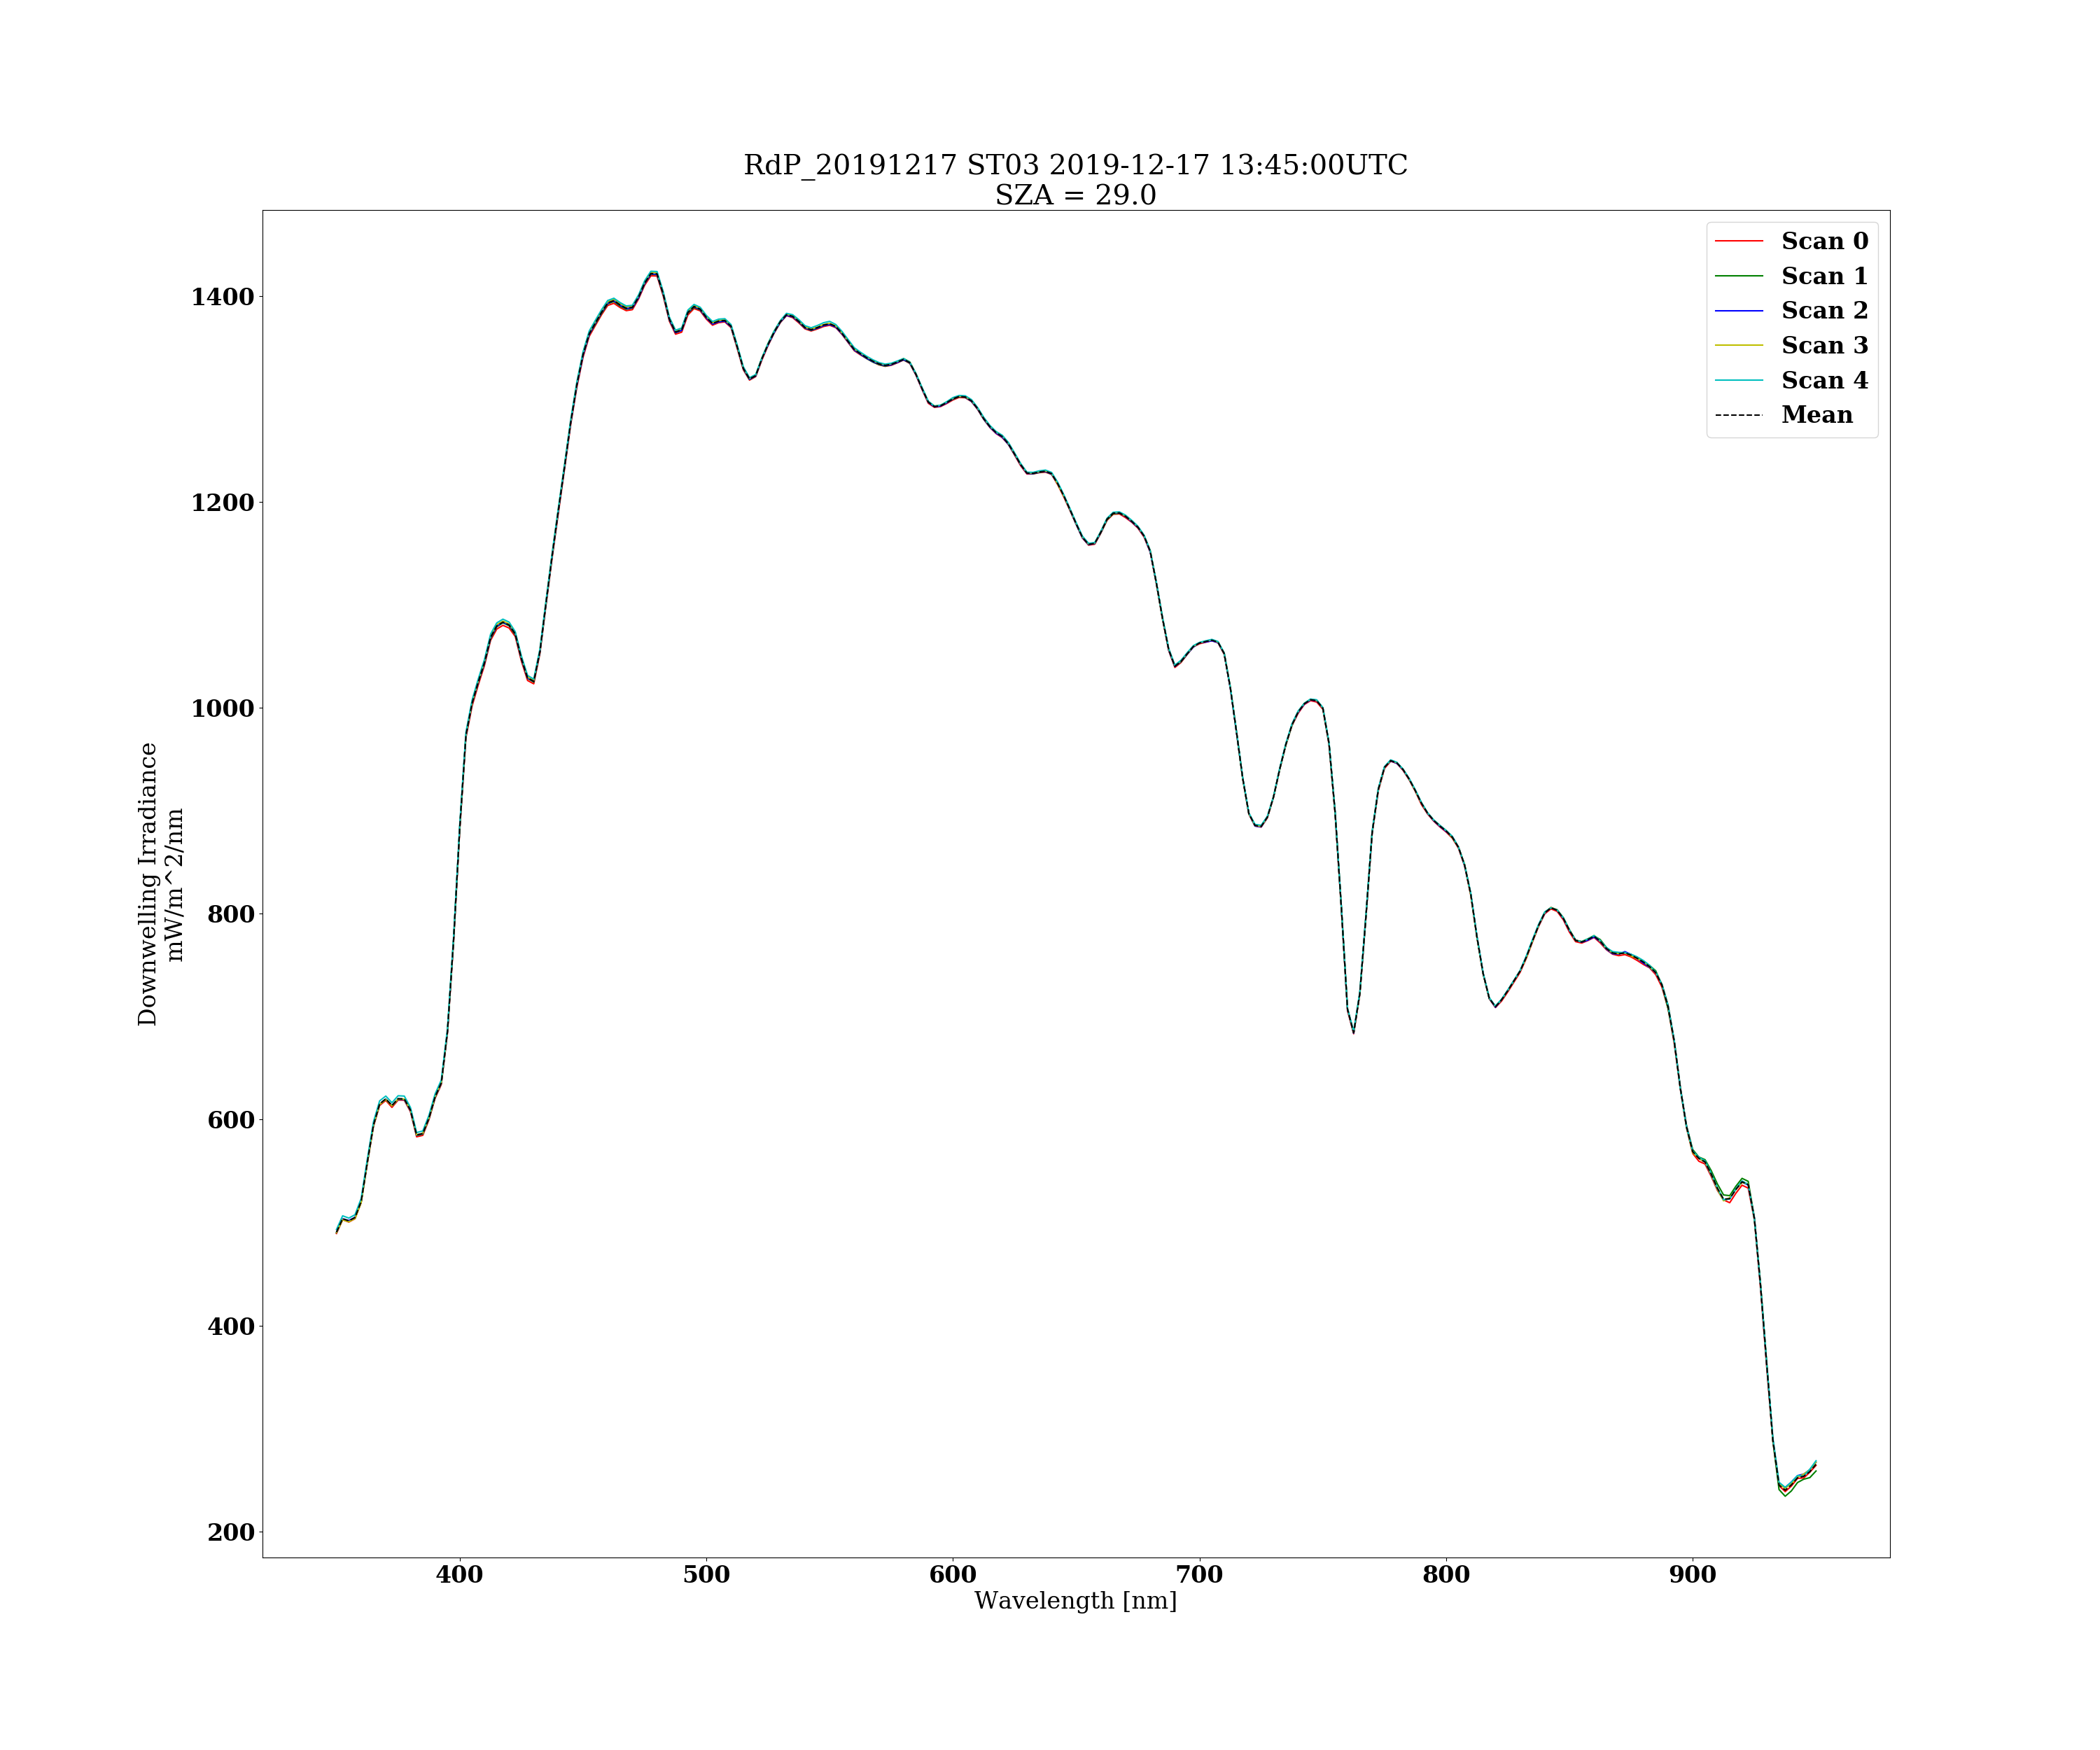 RdP_20191217 ST03 2019-12-17 13:45:00UTC
SZA = 29.0
Scan 0
Scan 1
Scan 2
Scan 3
Scan 4
Mean
Downwelling Irradiance
mW/m^2/nm
1400
1200
1000
800
600
400
200
400 500 600 700 800 900
Wavelength [nm]